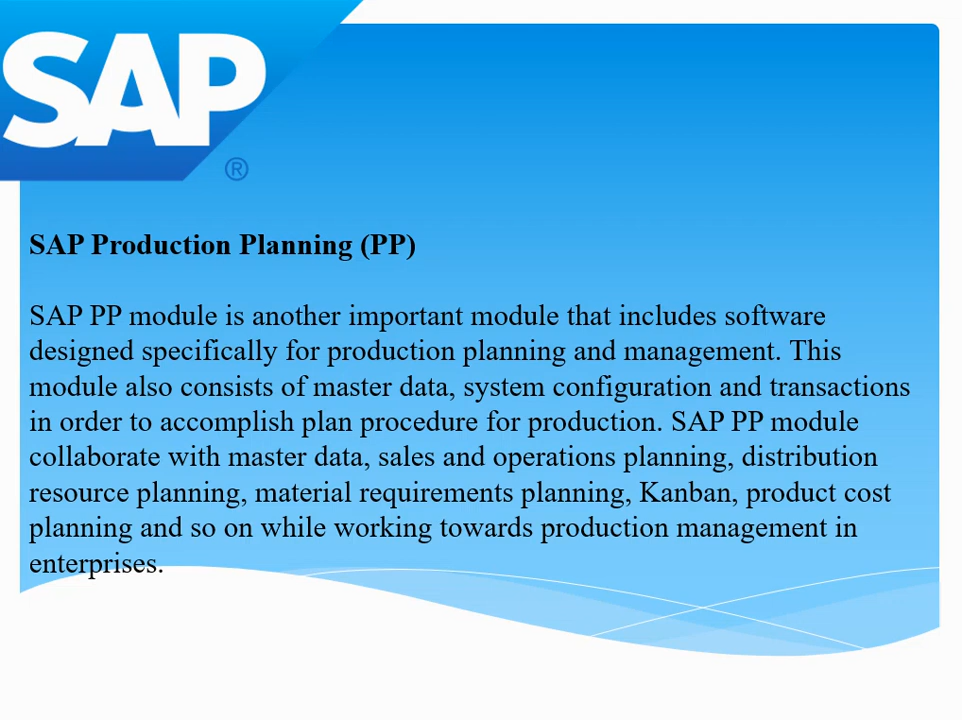 SAP
®
SAP Production Planning (PP)
SAP PP module is another important module that includes software
designed specifically for production planning and management. This
module also consists of master data, system configuration and transactions
in order to accomplish plan procedure for production. SAP PP module
collaborate with master data, sales and operations planning, distribution
resource planning, material requirements planning, Kanban, product cost
planning and so on while working towards production management in
enterprises.